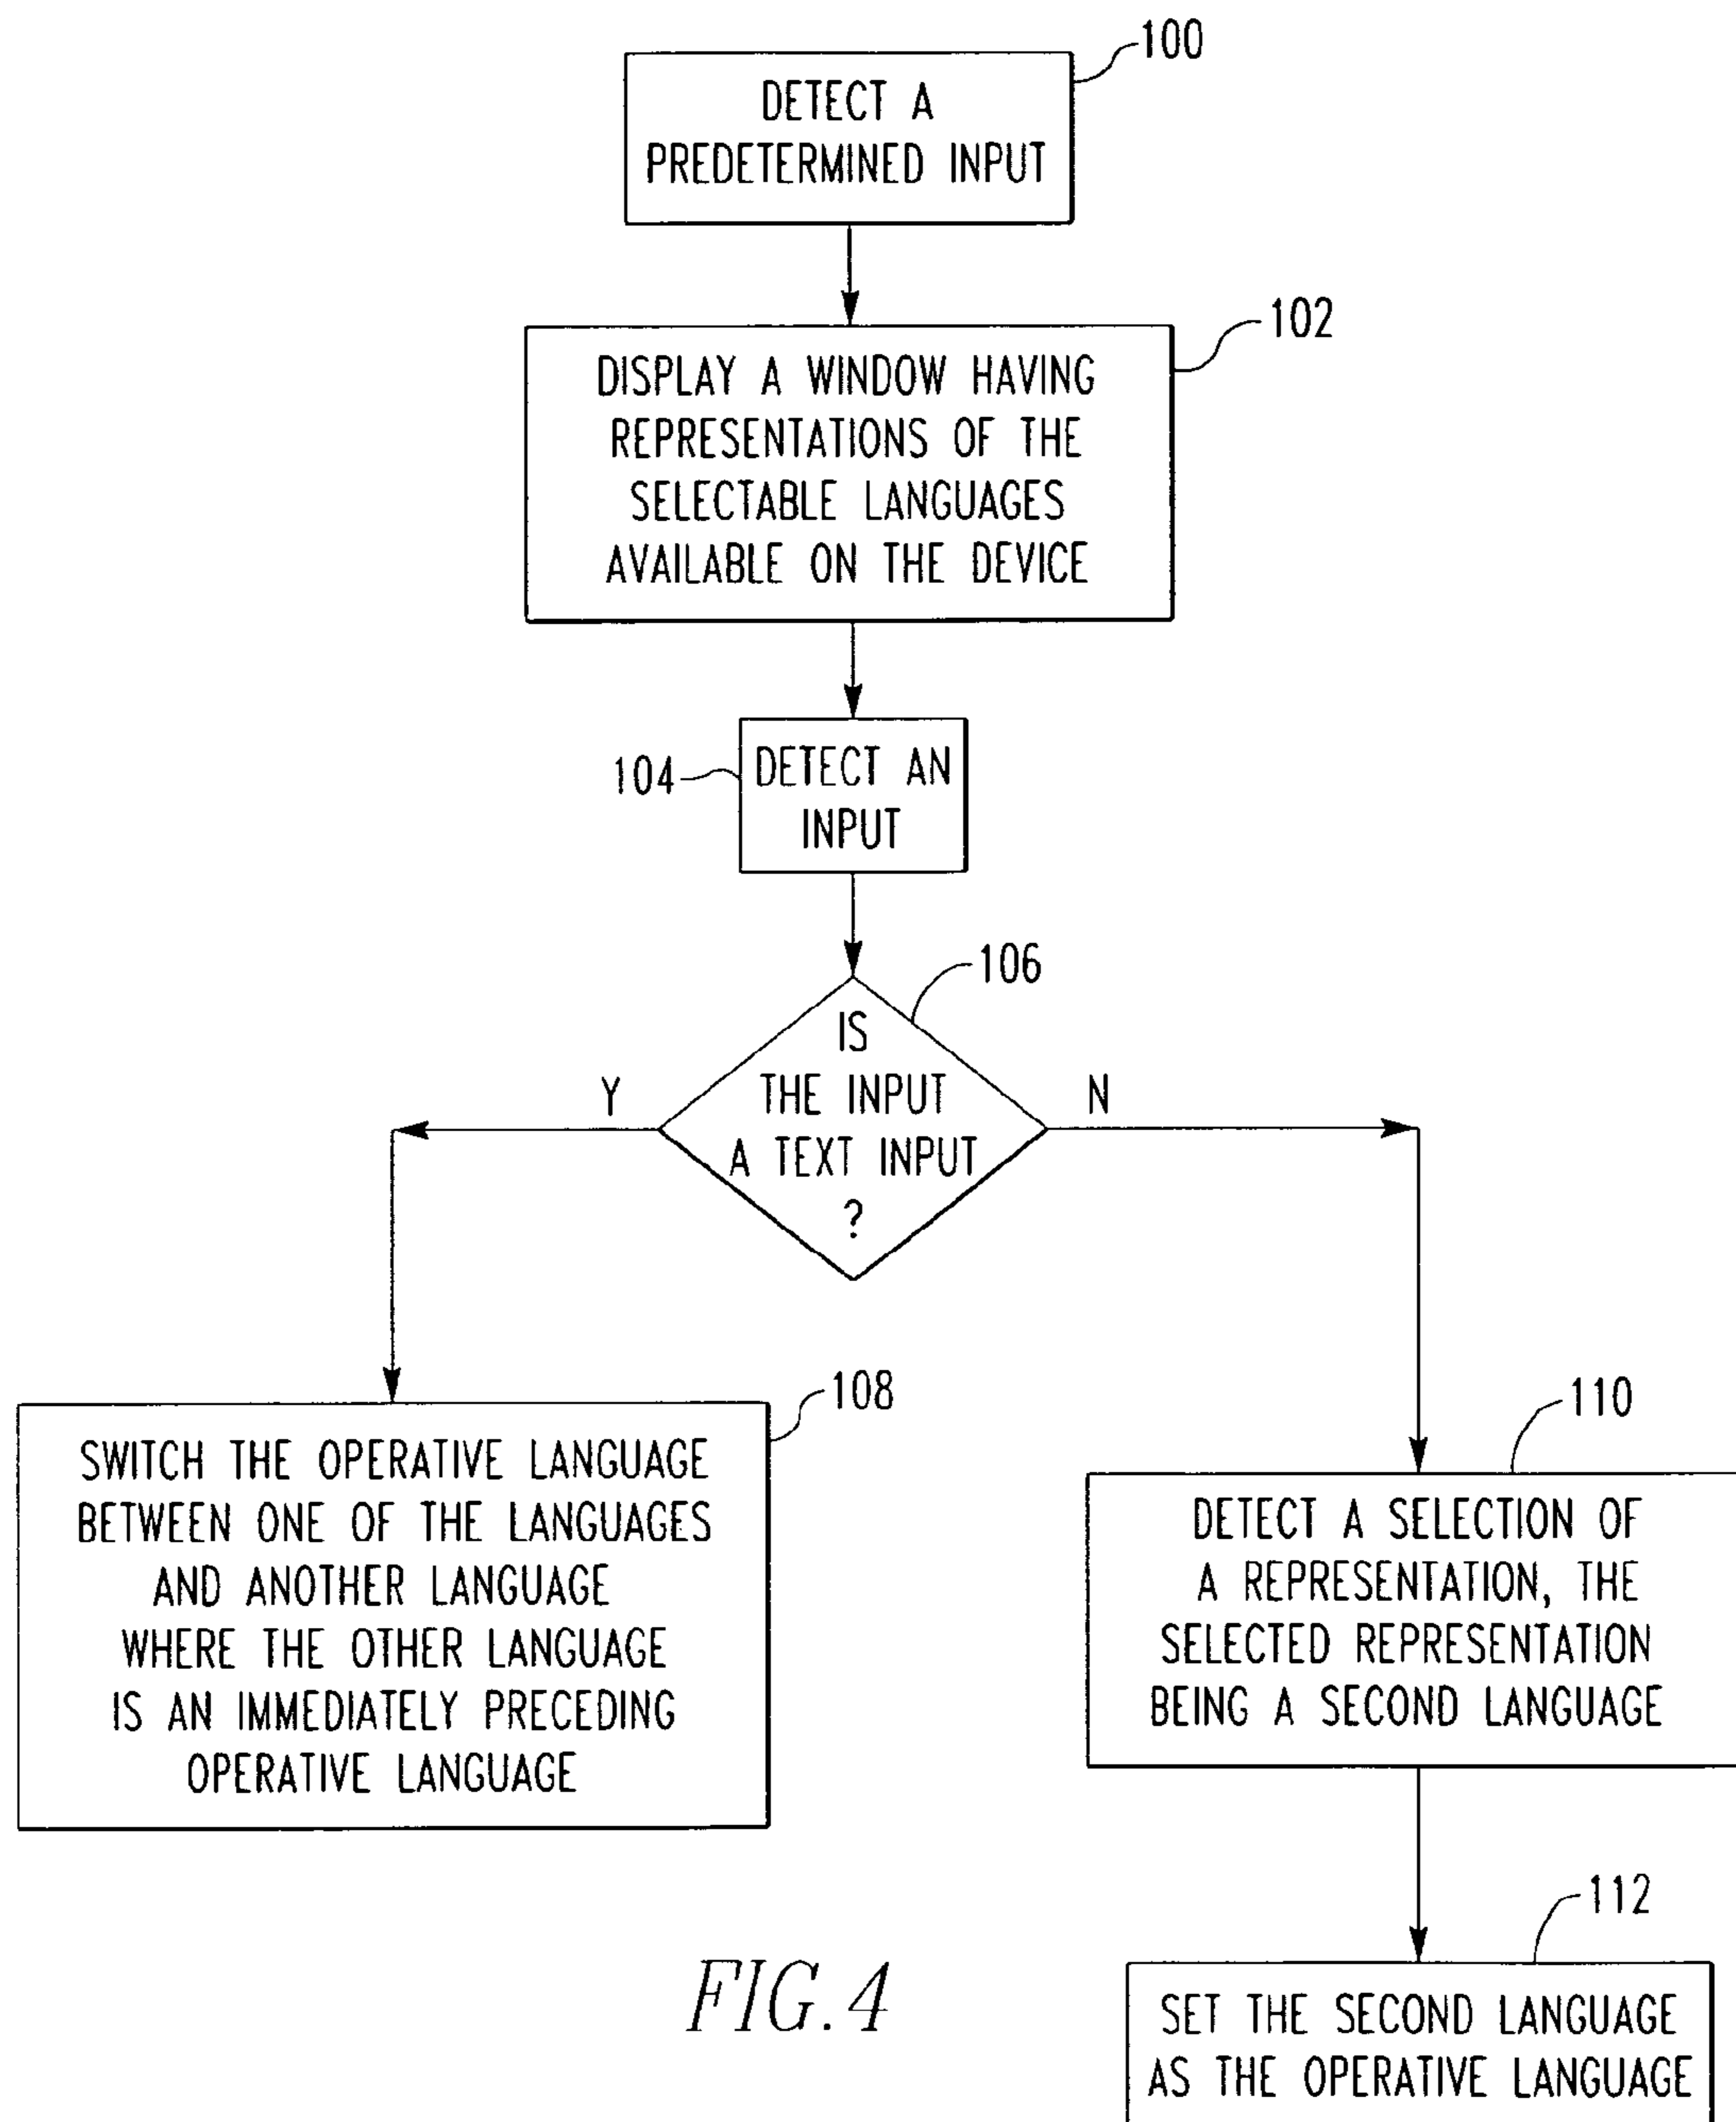 100
DETECT A
PREDETERMINED INPUT
102
DISPLAY A WINDOW HAVING
REPRESENTATIONS OF THE
SELECTABLE LANGUAGES
AVAILABLE ON THE DEVICE
104
DETECT AN
INPUT
106
IS
THE INPUT
A TEXT INPUT
?
Y
N
108
SWITCH THE OPERATIVE LANGUAGE
BETWEEN ONE OF THE LANGUAGES
AND ANOTHER LANGUAGE
WHERE THE OTHER LANGUAGE
IS AN IMMEDIATELY PRECEDING
OPERATIVE LANGUAGE
110
DETECT A SELECTION OF
A REPRESENTATION, THE
SELECTED REPRESENTATION
BEING A SECOND LANGUAGE
112
SET THE SECOND LANGUAGE
AS THE OPERATIVE LANGUAGE
FIG.4